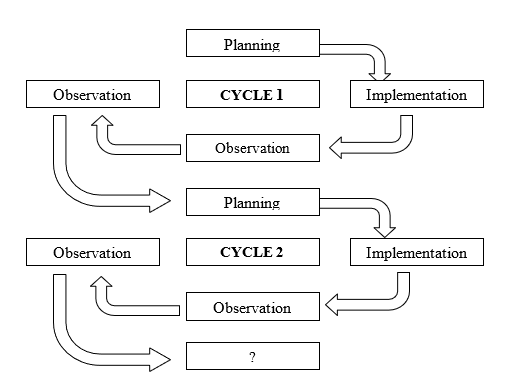 Planning
Observation
CYCLE 1
Implementation
Observation
Planning
Observation
CYCLE 2
Implementation
Observation
?